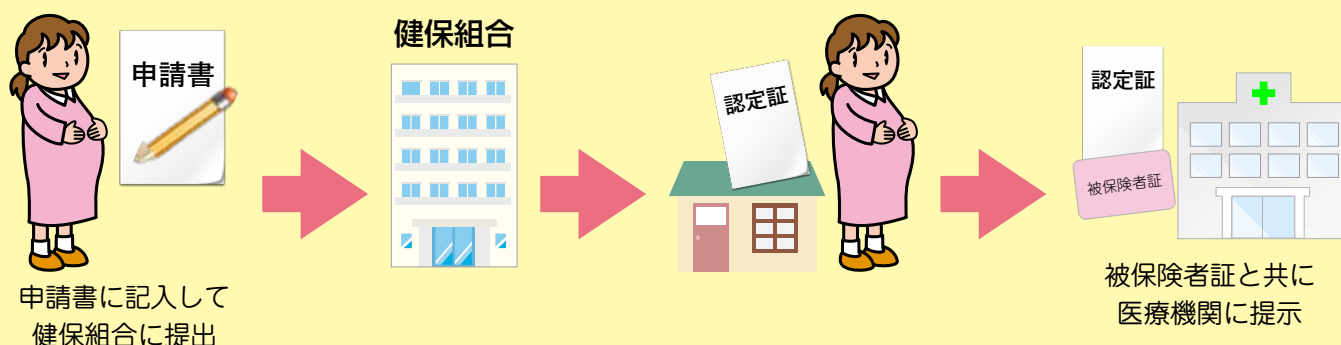 申請書
申請書に記入して
健保組合に提出
健保組合
認定証
認定証
被保険者証
被保険者証と共に
医療機関に提示